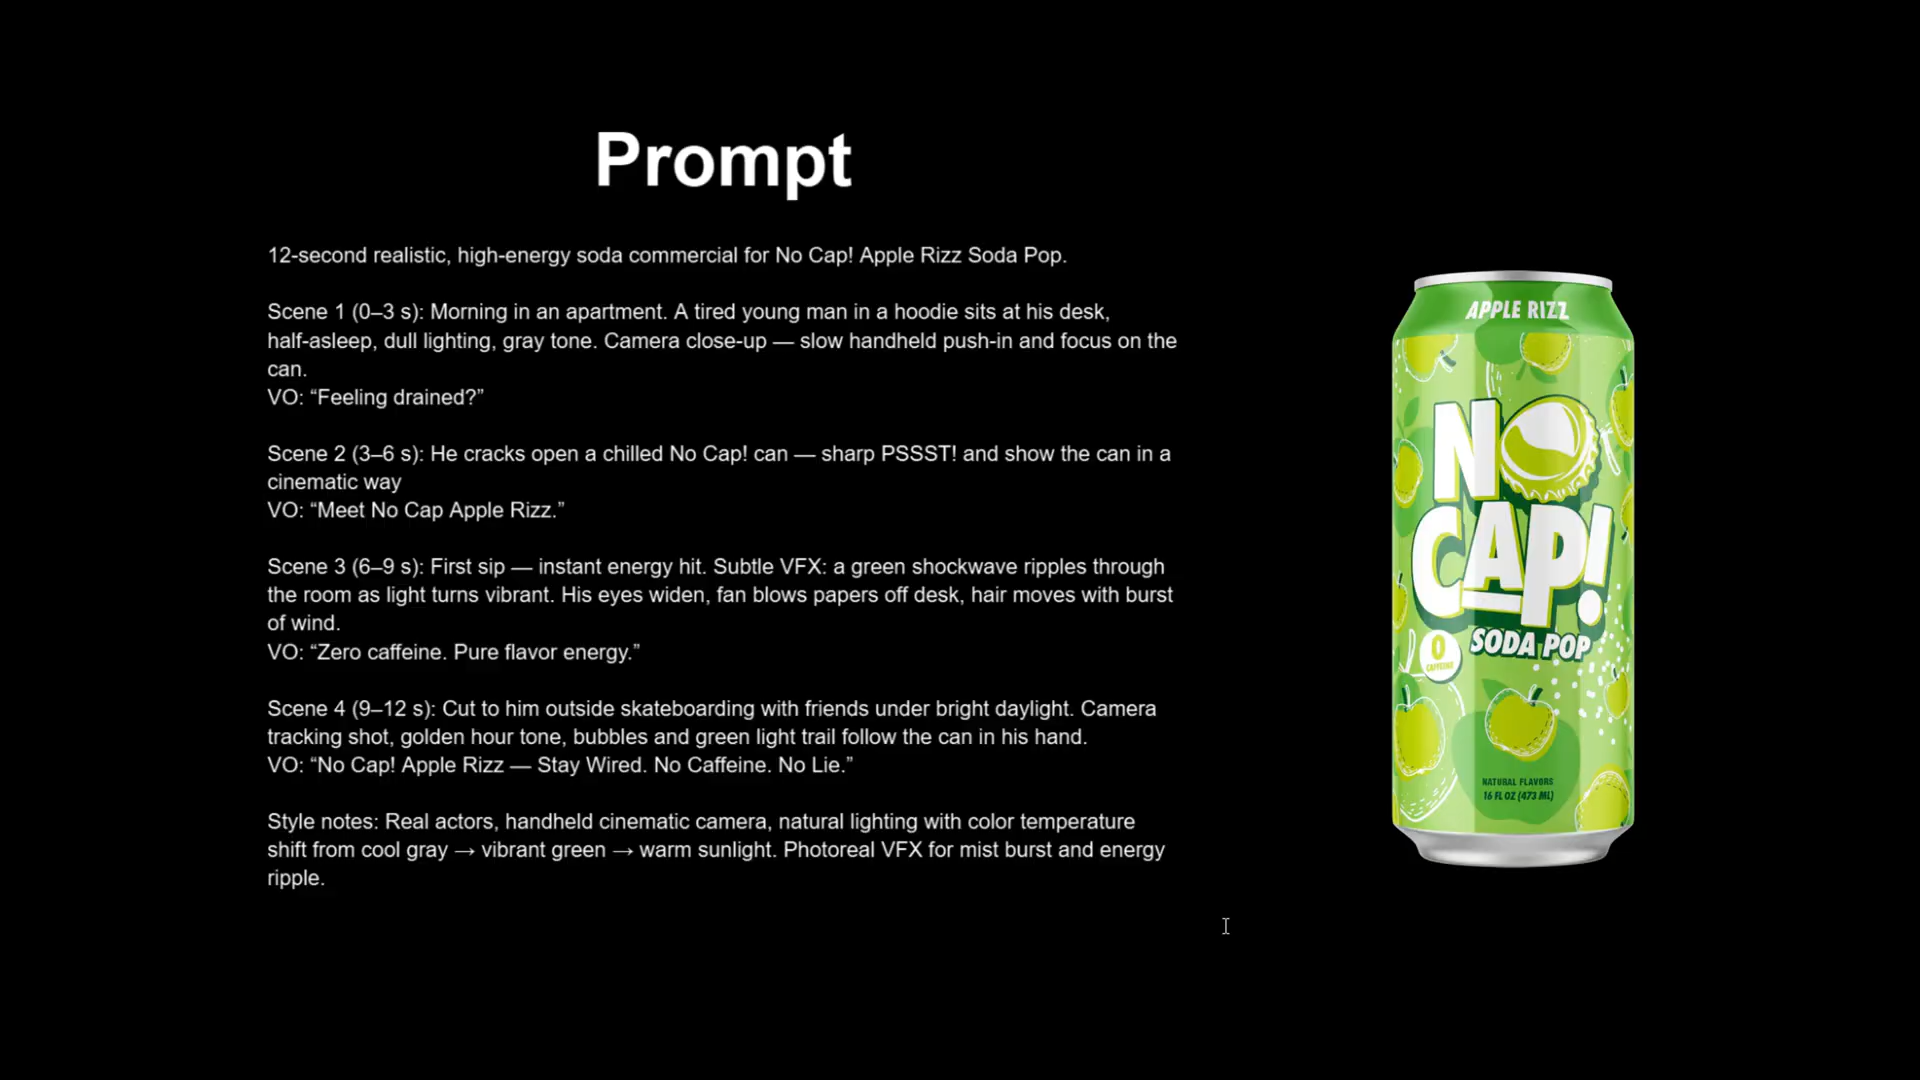 Prompt
12-second realistic, high-energy soda commercial for No Cap! Apple Rizz Soda Pop.
Scene 1 (0–3 s): Morning in an apartment. A tired young man in a hoodie sits at his desk,
half-asleep, dull lighting, gray tone. Camera close-up — slow handheld push-in and focus on the
can.
VO: “Feeling drained?”
Scene 2 (3–6 s): He cracks open a chilled No Cap! can — sharp PSSST! and show the can in a
cinematic way
VO: “Meet No Cap Apple Rizz.”
Scene 3 (6–9 s): First sip — instant energy hit. Subtle VFX: a green shockwave ripples through
the room as light turns vibrant. His eyes widen, fan blows papers off desk, hair moves with burst
of wind.
VO: “Zero caffeine. Pure flavor energy.”
Scene 4 (9–12 s): Cut to him outside skateboarding with friends under bright daylight. Camera
tracking shot, golden hour tone, bubbles and green light trail follow the can in his hand.
VO: “No Cap! Apple Rizz — Stay Wired. No Caffeine. No Lie.”
Style notes: Real actors, handheld cinematic camera, natural lighting with color temperature
shift from cool gray → vibrant green → warm sunlight. Photoreal VFX for mist burst and energy
ripple.
APPLE RIZZ
NO
CAP!
SODA POP
0
CAFFEINE
NATURAL FLAVORS
16 FL OZ (473 ML)